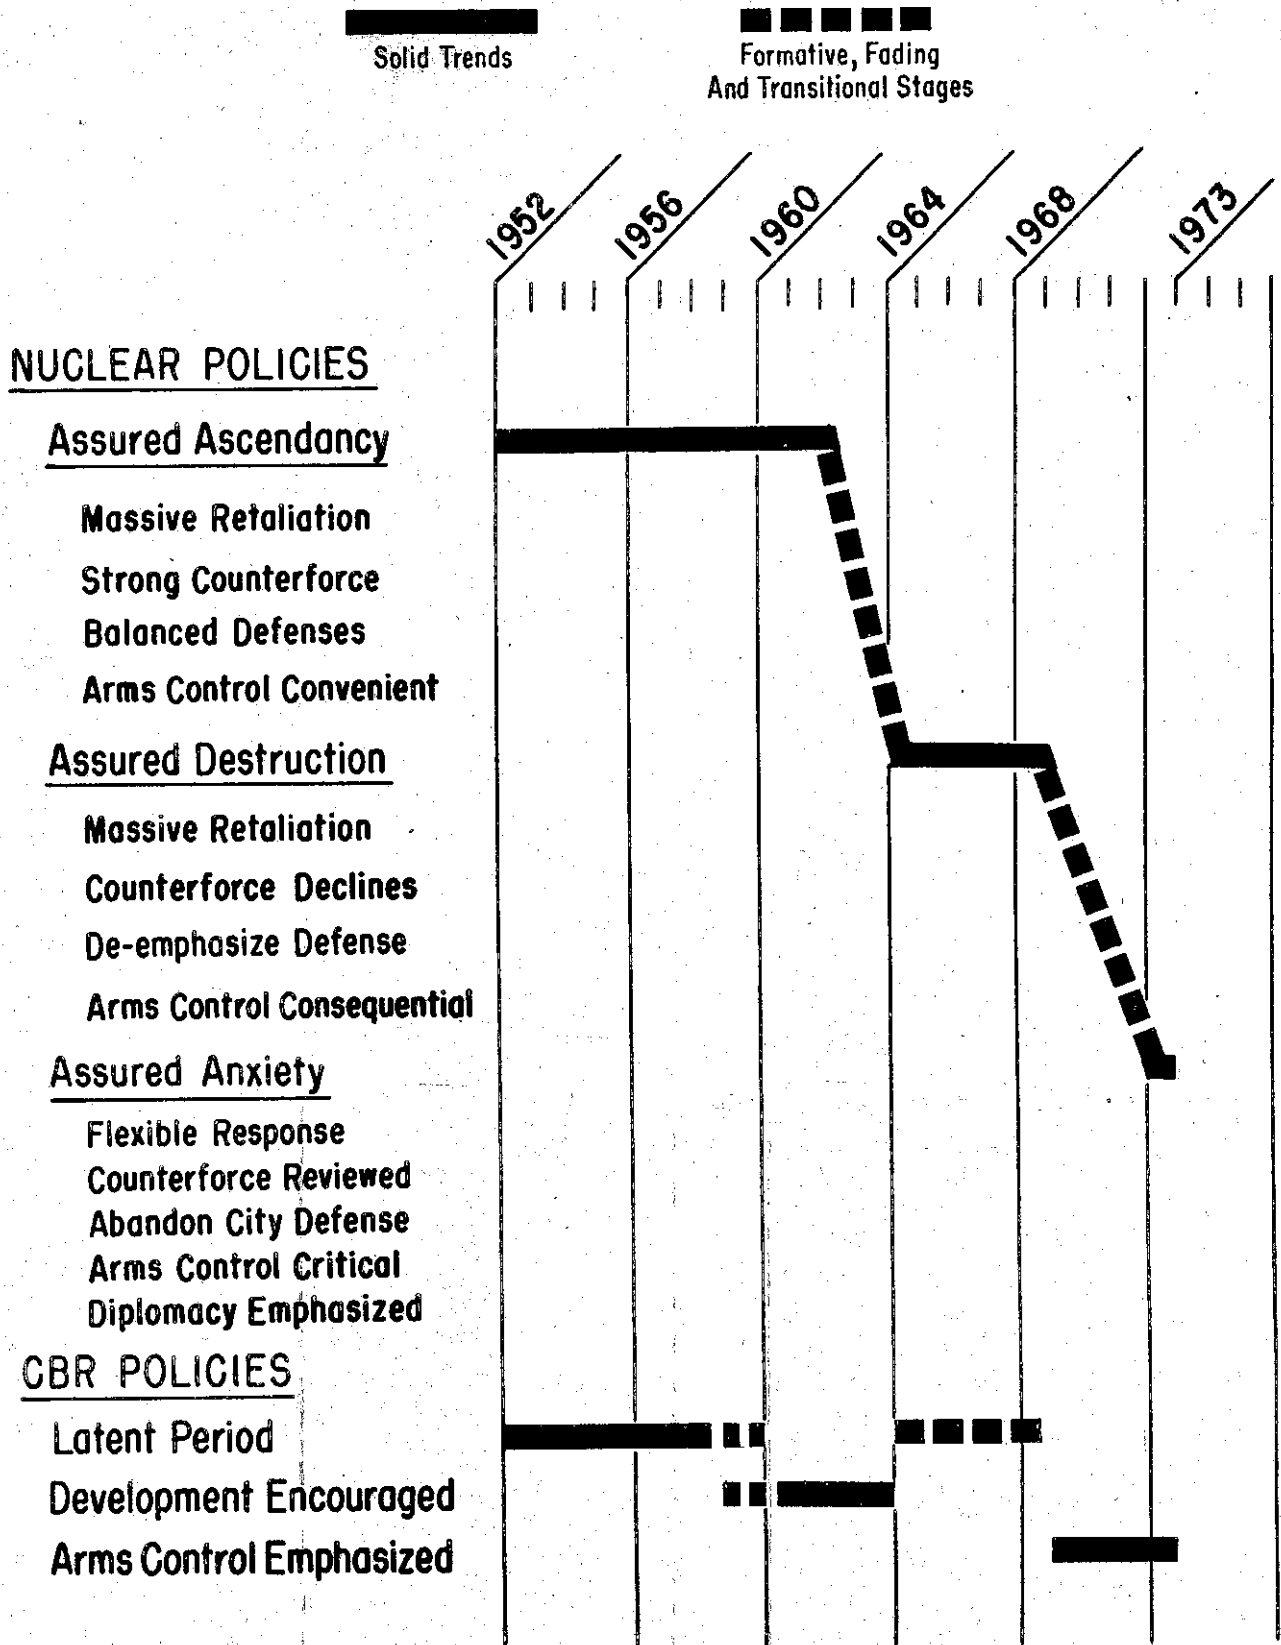 Solid Trends
Formative, Fading
And Transitional Stages
1952
1956
1960
1964
1968
1973
NUCLEAR POLICIES
Assured Ascendancy
Massive Retaliation
Strong Counterforce
Balanced Defenses
Arms Control Convenient
Assured Destruction
Massive Retaliation
Counterforce Declines
De-emphasize Defense
Arms Control Consequential
Assured Anxiety
Flexible Response
Counterforce Reviewed
Abandon City Defense
Arms Control Critical
Diplomacy Emphasized
CBR POLICIES
Latent Period
Development Encouraged
Arms Control Emphasized